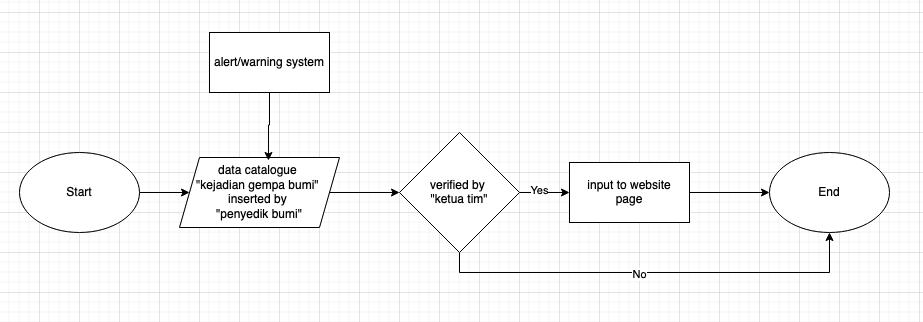 alert/warning system
Start
data catalogue
"kejadian gempa bumi"
inserted by
"penyedik bumi"
verified by
"ketua tim"
Yes
input to website
page
End
No